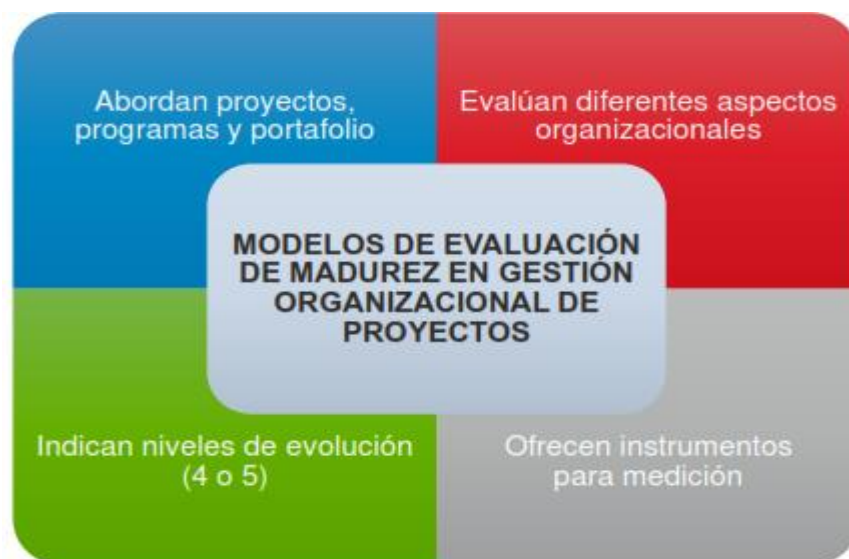 Abordan proyectos,
programas y portafolio
Evalúan diferentes aspectos
organizacionales
MODELOS DE EVALUACIÓN
DE MADUREZ EN GESTIÓN
ORGANIZACIONAL DE
PROYECTOS
Indican niveles de evolución
(4 o 5)
Ofrecen instrumentos
para medición